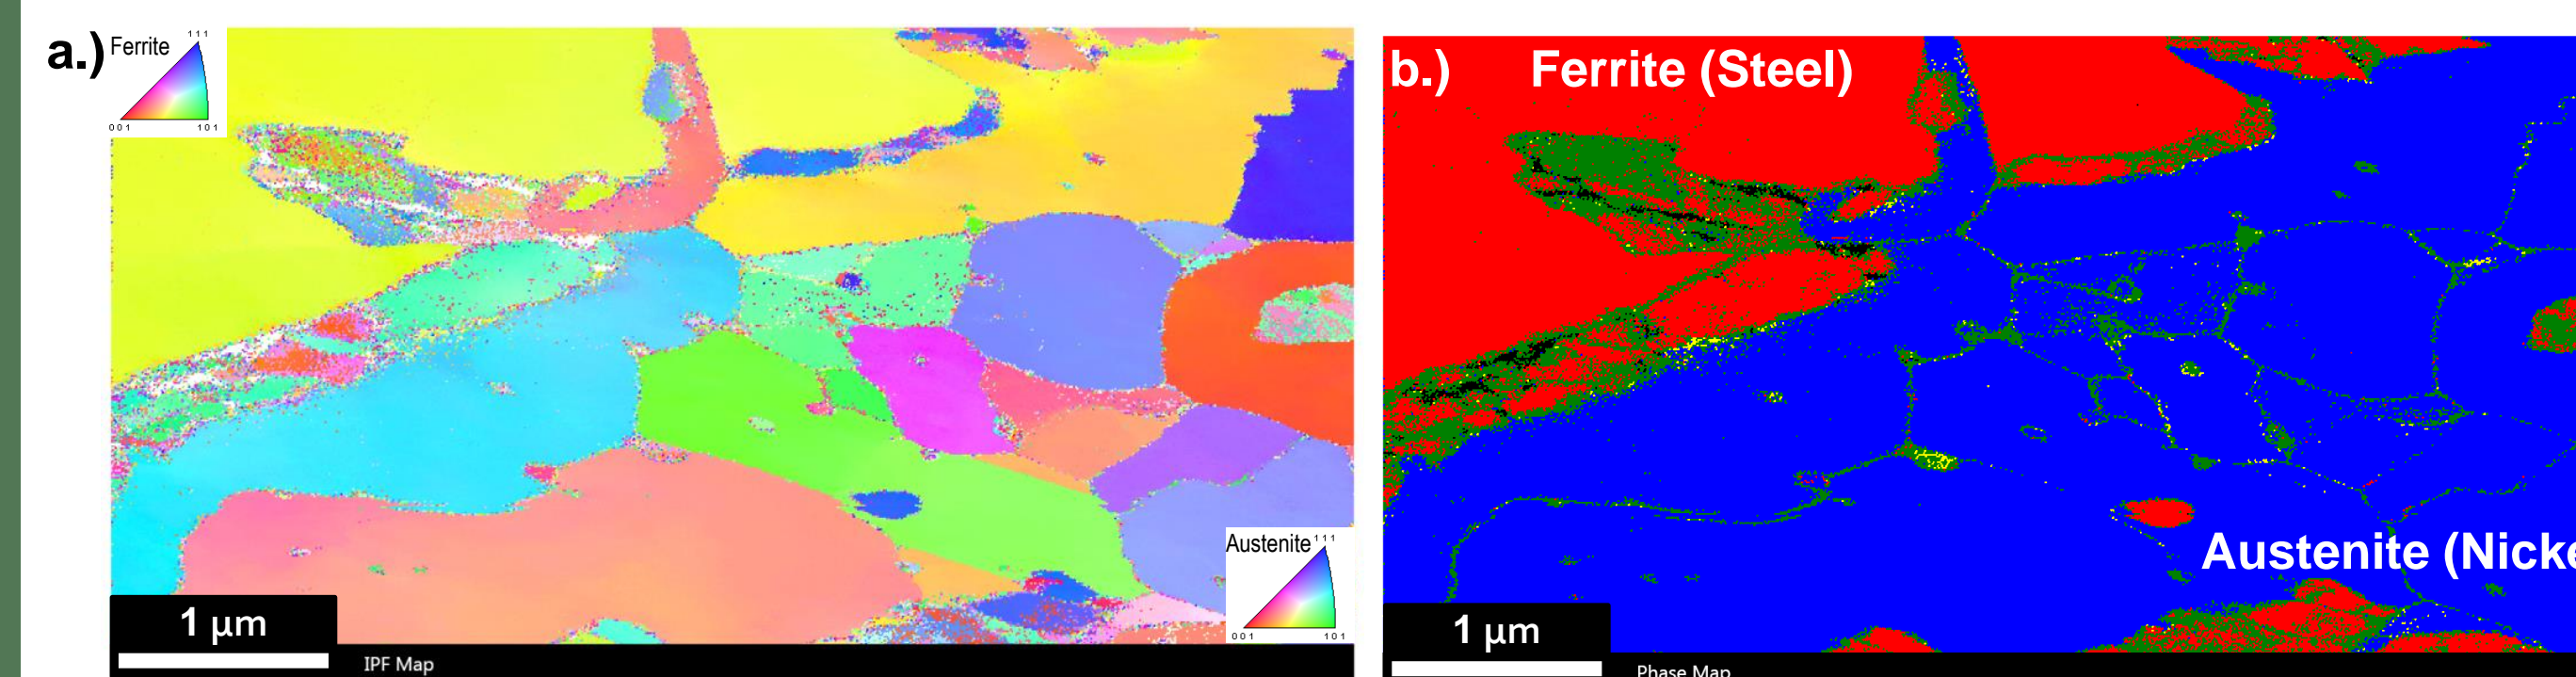 a.)
Ferrite
111
001
101
Austenite
111
001
101
1 µm
IPF Map
b.)
Ferrite (Steel)
Austenite (Nicke
1 µm
Phase Map